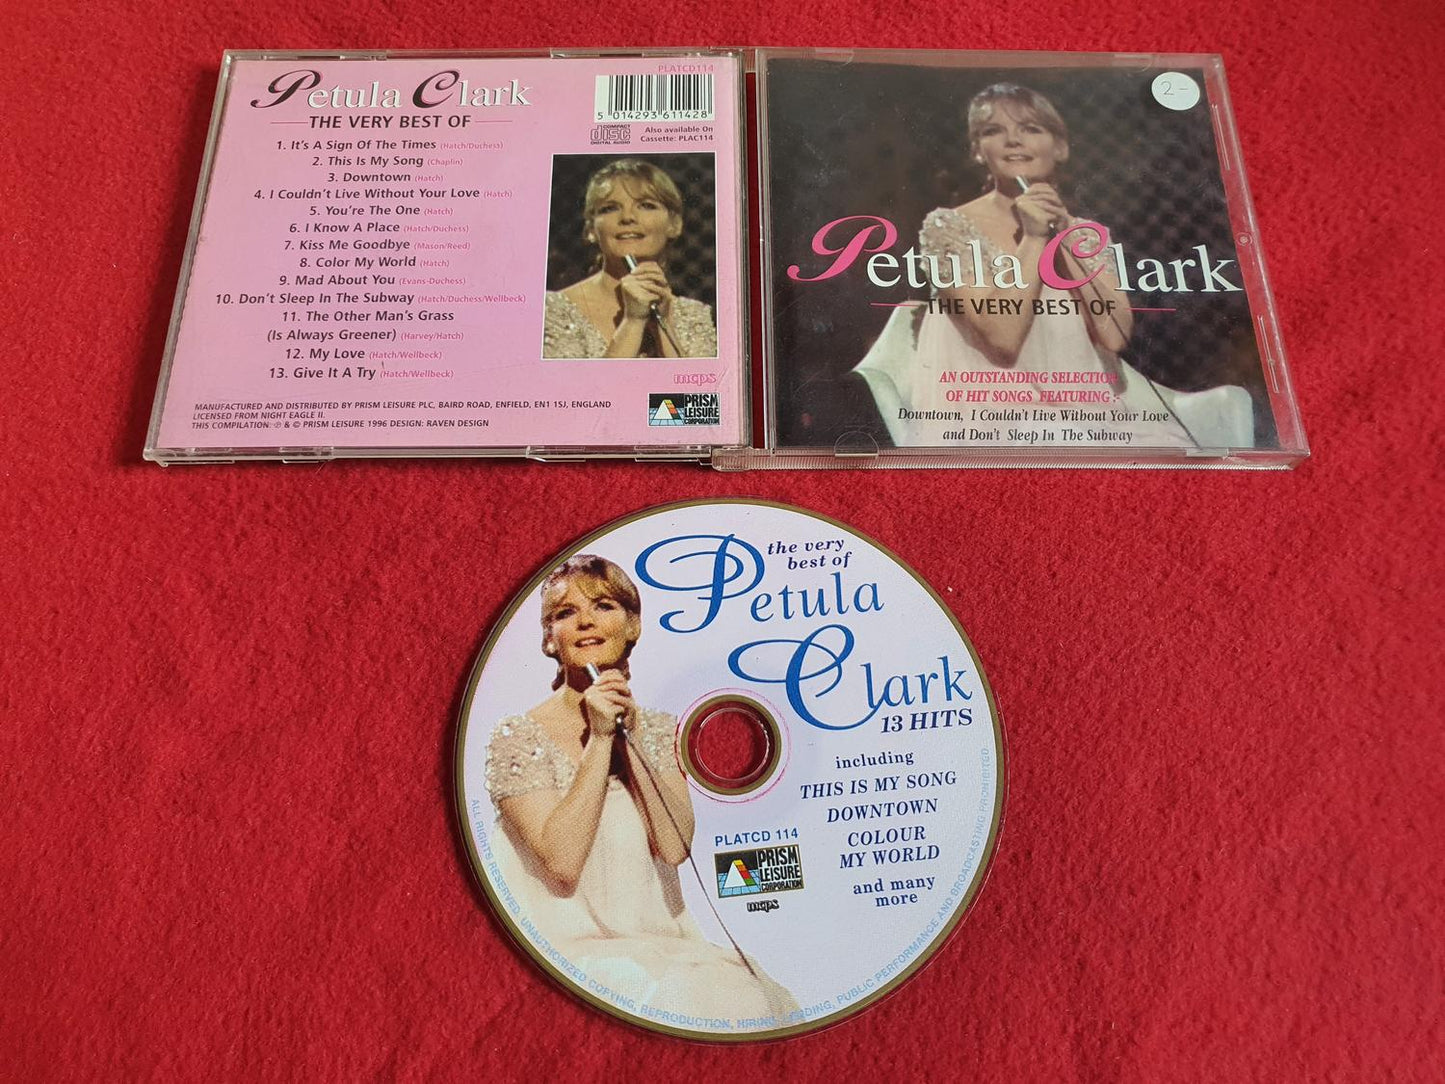 Petula Clark
THE VERY BEST OF
PLATCD114
5 014293 611428
COMPACT
disc
DIGITAL AUDIO
Also available On
Cassette: PLAC114
1. It's A Sign Of The Times (Hatch/Duchess)
2. This Is My Song (Chaplin)
3. Downtown (Hatch)
4. I Couldn't Live Without Your Love (Hatch)
5. You're The One (Hatch)
6. I Know A Place (Hatch/Duchess)
7. Kiss Me Goodbye (Mason/Reed)
8. Color My World (Hatch)
9. Mad About You (Evans-Duchess)
10. Don't Sleep In The Subway (Hatch/Duchess/Wellbeck)
11. The Other Man's Grass
(Is Always Greener) (Harvey/Hatch)
12. My Love (Hatch/Wellbeck)
13. Give It A Try (Hatch/Wellbeck)
mcps
MANUFACTURED AND DISTRIBUTED BY PRISM LEISURE PLC, BAIRD ROAD, ENFIELD, EN1 1SJ, ENGLAND
LICENSED FROM NIGHT EAGLE II.
THIS COMPILATION: ℗ & © PRISM LEISURE 1996 DESIGN: RAVEN DESIGN
PRISM
LEISURE
CORPORATION
2-
Petula Clark
THE VERY BEST OF
AN OUTSTANDING SELECTION
OF HIT SONGS FEATURING:-
Downtown, I Couldn't Live Without Your Love
and Don't Sleep In The Subway
the very
best of
Petula
Clark
13 HITS
including
THIS IS MY SONG
DOWNTOWN
COLOUR
MY WORLD
and many
more
PLATCD 114
PRISM
LEISURE
CORPORATION
mcps
ALL RIGHTS RESERVED. UNAUTHORIZED COPYING, REPRODUCTION, HIRING, LENDING, PUBLIC PERFORMANCE AND BROADCASTING PROHIBITED